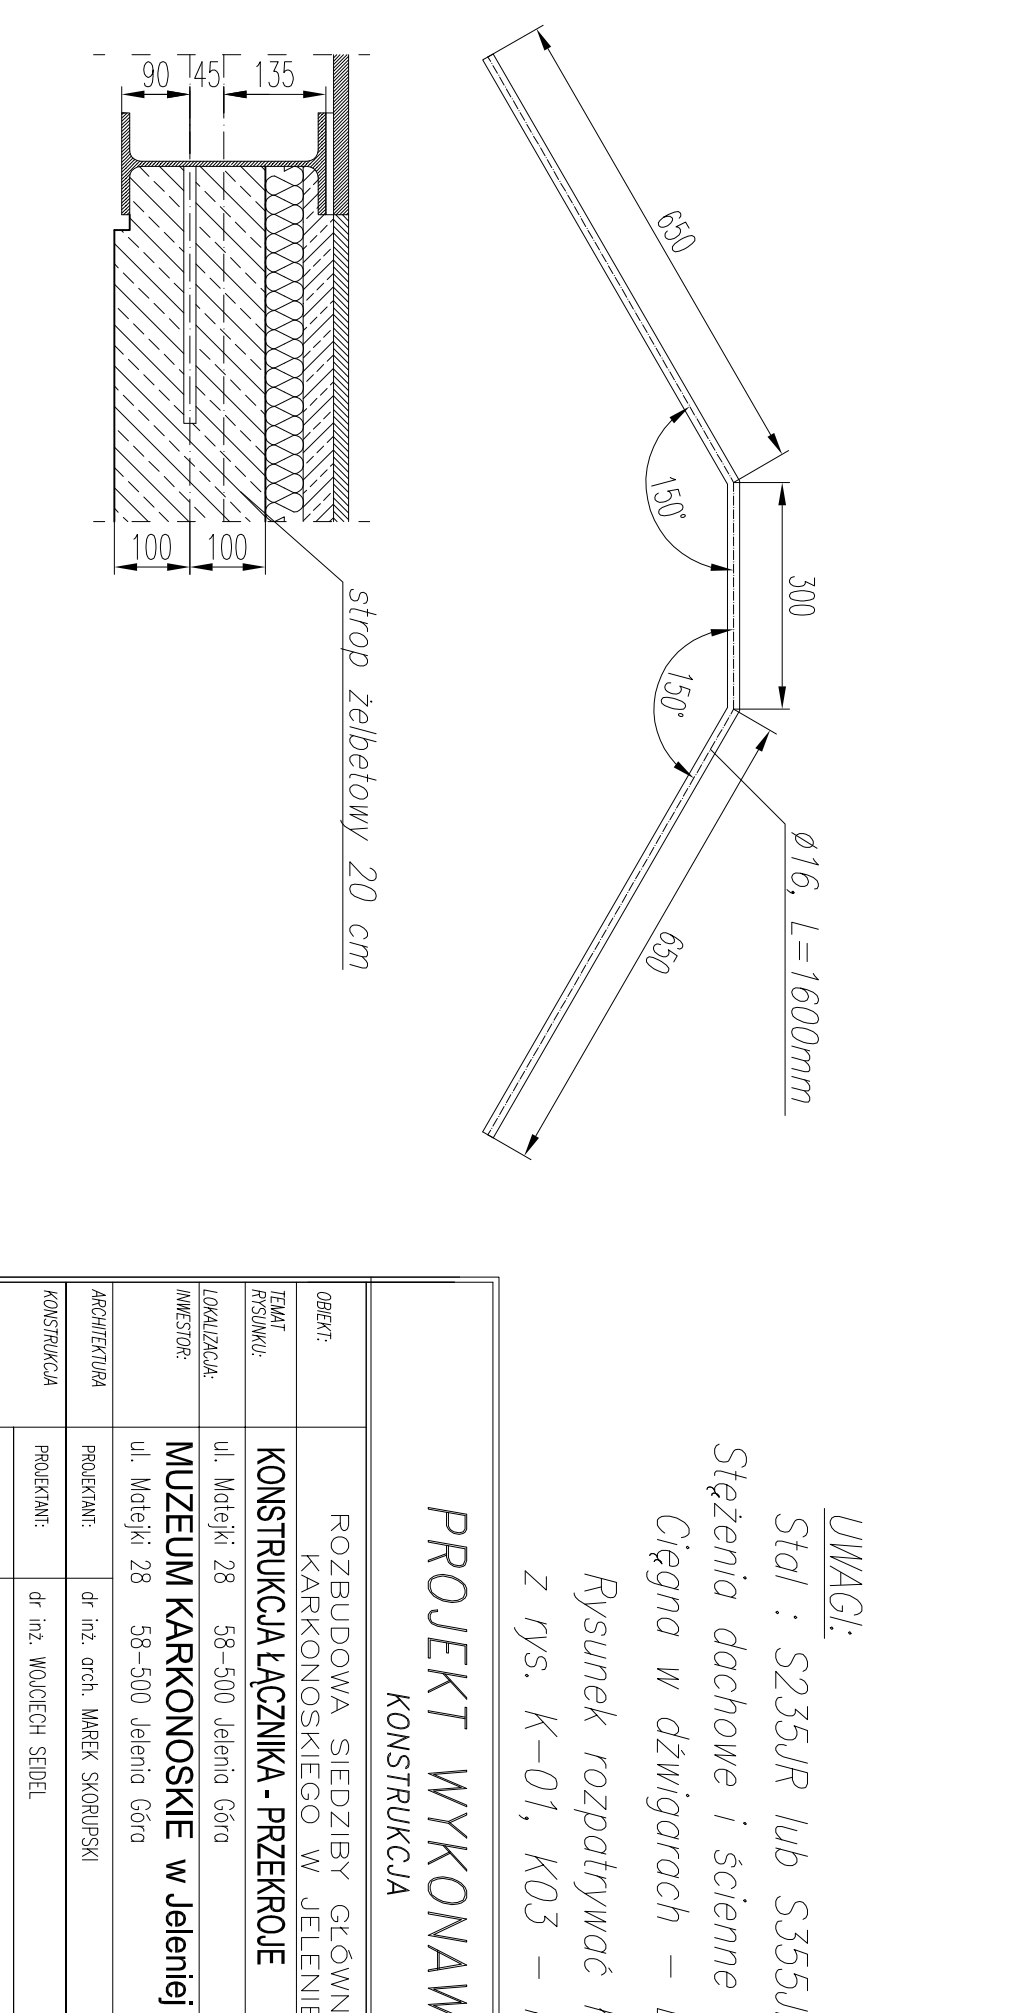 650
150°
300
150°
650
ø16, L=1600mm
90
45
135
100
100
strop żelbetowy 20 cm
UWAGI:
Stal : S235JR lub S355J
Stężenia dachowe i ścienne
Cięgna w dźwigarach -
Rysunek rozpatrywać
z rys. K-01, K03 -
PROJEKT WYKONAW
KONSTRUKCJA
OBIEKT:
ROZBUDOWA SIEDZIBY GŁÓWN
KARKONOSKIEGO W JELENIE
TEMAT
RYSUNKU:
KONSTRUKCJA ŁĄCZNIKA - PRZEKROJE
LOKALIZACJA:
ul. Matejki 28 58-500 Jelenia Góra
INWESTOR:
MUZEUM KARKONOSKIE w Jeleniej
ul. Matejki 28 58-500 Jelenia Góra
ARCHITEKTURA
PROJEKTANT:
dr inż. arch. MAREK SKORUPSKI
KONSTRUKCJA
PROJEKTANT:
dr inż. WOJCIECH SEIDEL